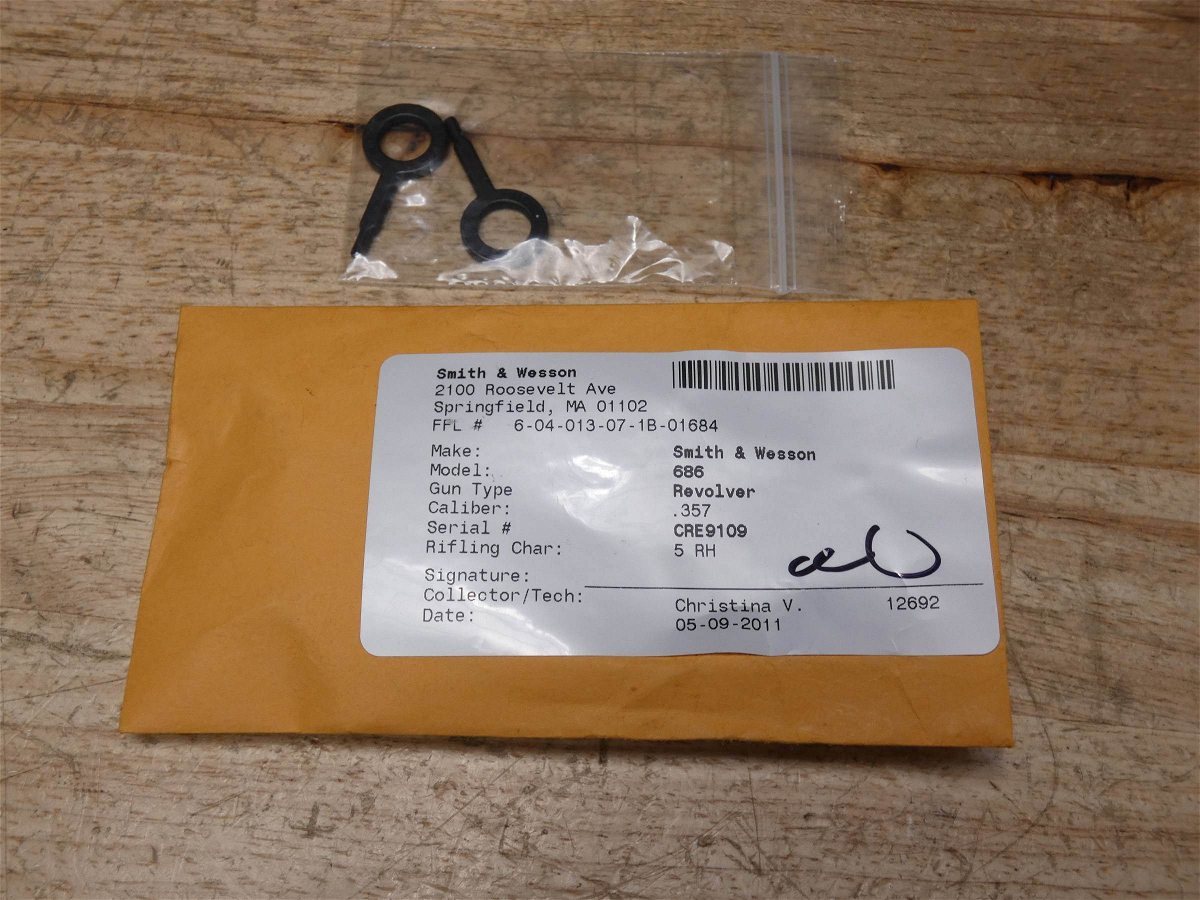 Smith & Wesson
2100 Roosevelt Ave
Springfield, MA 01102
FFL # 6-04-013-07-1B-01684
Make: Smith & Wesson
Model: 686
Gun Type Revolver
Caliber: .357
Serial # CRE9109
Rifling Char: 5 RH
Signature:
Collector/Tech: Christina V. 12692
Date: 05-09-2011